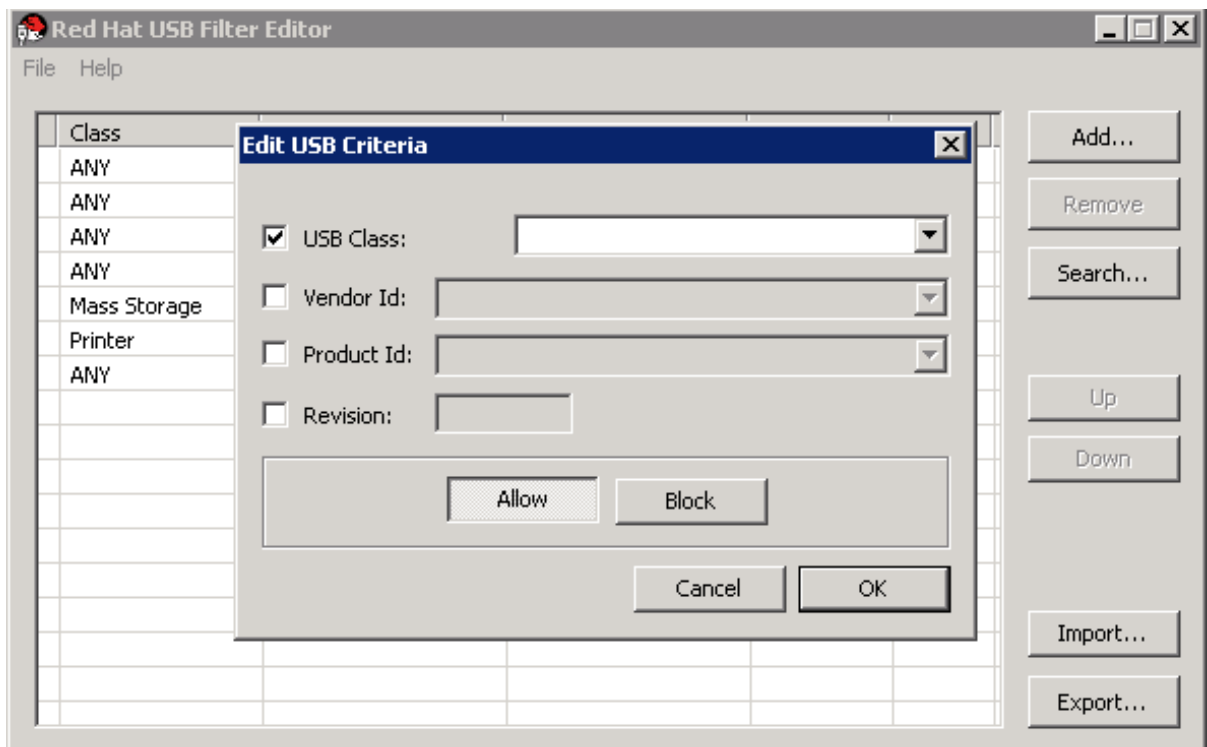 Red Hat USB Filter Editor
File Help
Class
ANY
ANY
ANY
ANY
Mass Storage
Printer
ANY
Edit USB Criteria
USB Class:
Vendor Id:
Product Id:
Revision:
Allow Block
Cancel OK
Add...
Remove
Search...
Up
Down
Import...
Export...